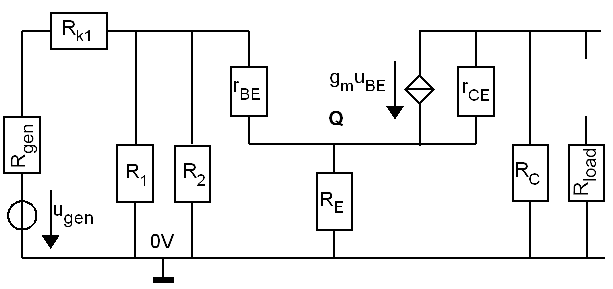 R_k1
r_BE
g_m u_BE
r_CE
Q
R_gen
R_1
R_2
R_E
R_C
R_load
u_gen
0V